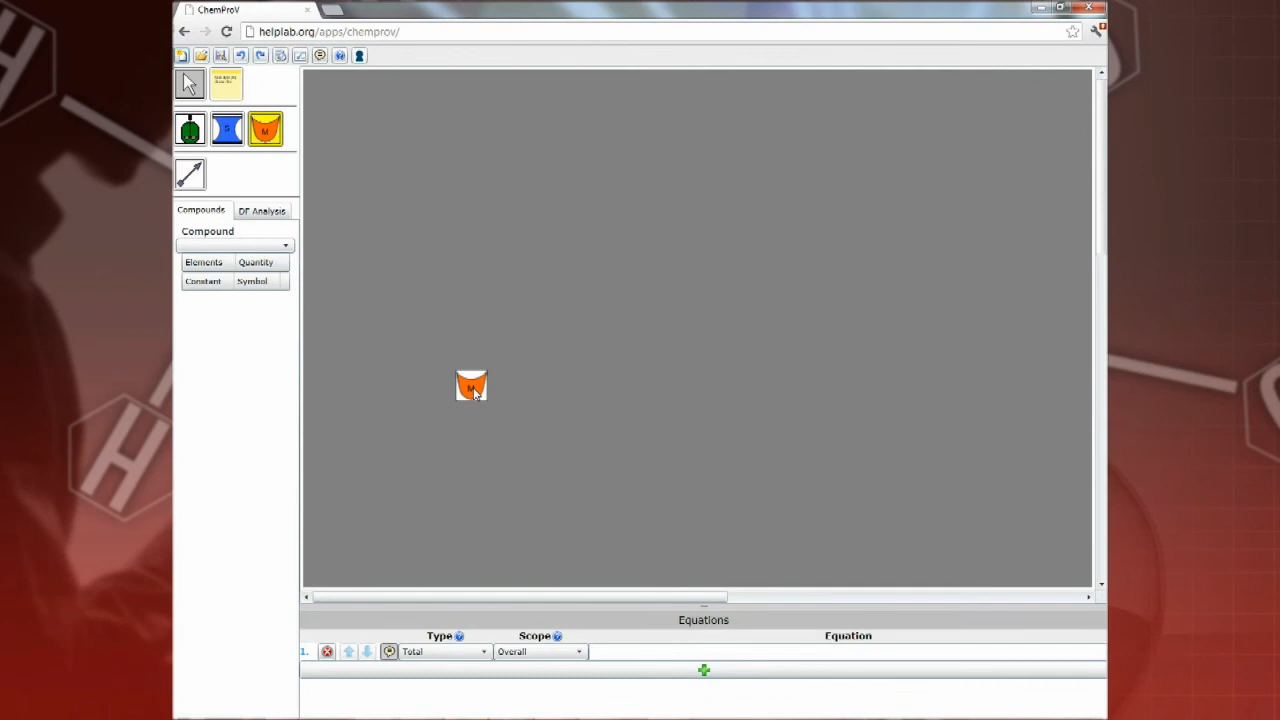 ChemProV
helplab.org/apps/chemprov/
S
M
Compounds
DF Analysis
Compound
Elements Quantity
Constant Symbol
M
Equations
Type Scope Equation
1. Total Overall
H
H